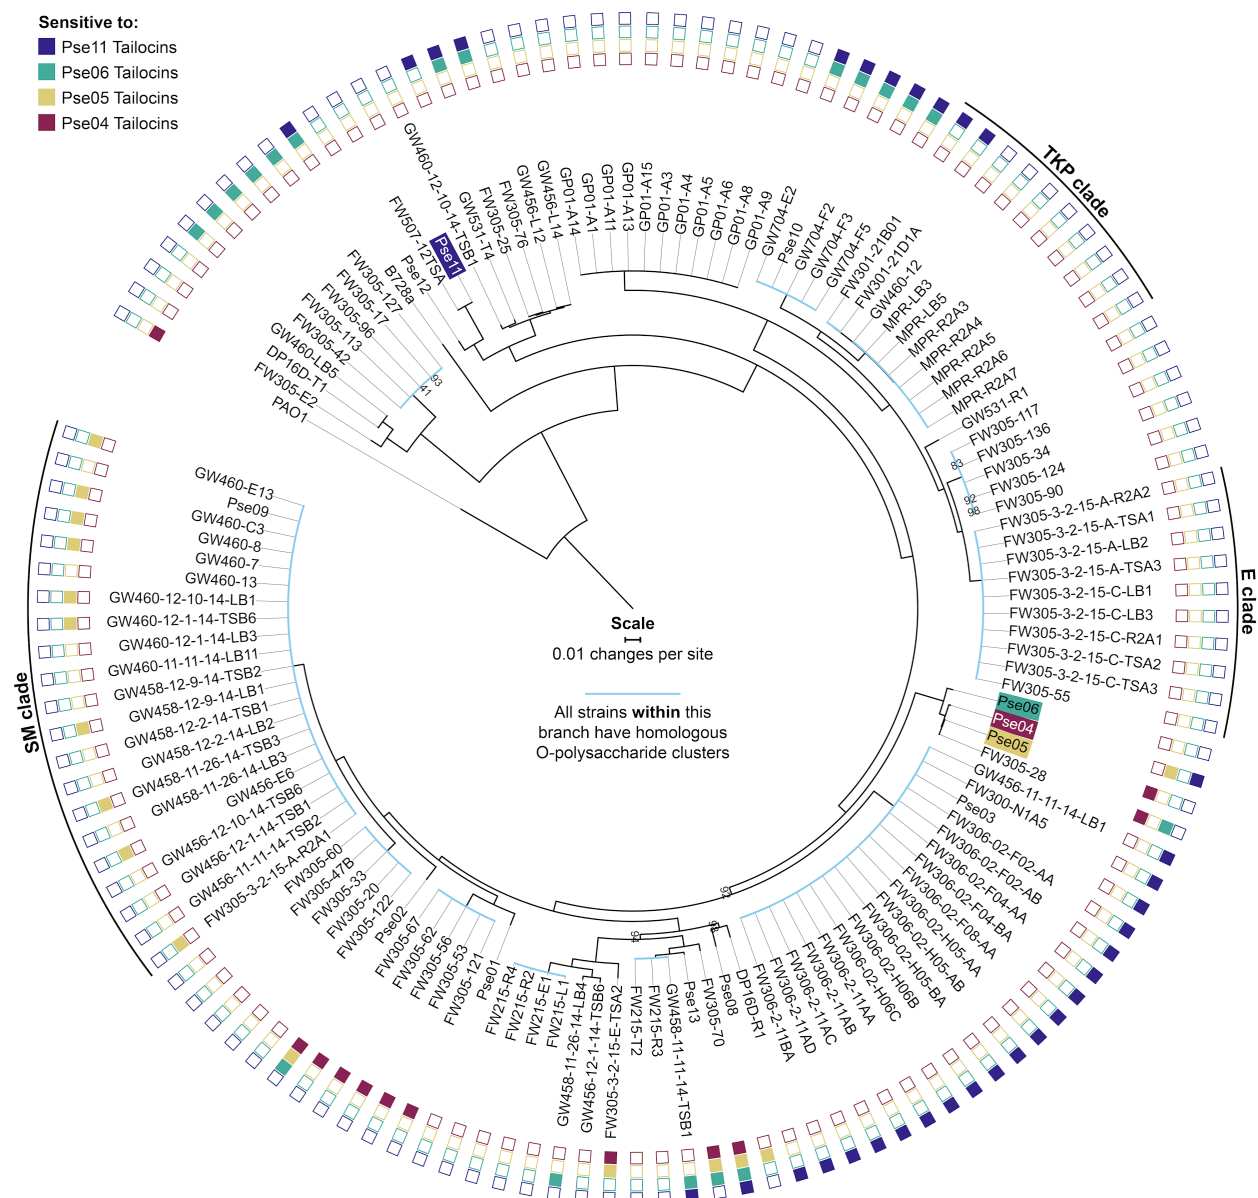 Sensitive to:
Pse11 Tailocins
Pse06 Tailocins
Pse05 Tailocins
Pse04 Tailocins
TKP clade
E clade
SM clade
PAO1
FW305-E2
DP16D-T1
GW460-LB5
FW305-42
FW305-113
FW305-96
FW305-17
FW305-127
B728a
Pse12
FW507-12TSA
Pse11
GW460-12-10-14-TSB1
GW531-T4
FW305-25
FW305-76
GW456-L12
GW456-L14
GP01-A14
GP01-A1
GP01-A11
GP01-A13
GP01-A15
GP01-A3
GP01-A4
GP01-A5
GP01-A6
GP01-A8
GP01-A9
GW704-E2
Pse10
GW704-F2
GW704-F3
GW704-F5
FW301-21B01
FW301-21D1A
GW460-12
MPR-LB3
MPR-LB5
MPR-R2A3
MPR-R2A4
MPR-R2A5
MPR-R2A6
MPR-R2A7
GW531-R1
FW305-117
FW305-136
FW305-34
FW305-124
FW305-90
FW305-3-2-15-A-R2A2
FW305-3-2-15-A-TSA1
FW305-3-2-15-A-LB2
FW305-3-2-15-A-TSA3
FW305-3-2-15-C-LB1
FW305-3-2-15-C-LB3
FW305-3-2-15-C-R2A1
FW305-3-2-15-C-TSA2
FW305-3-2-15-C-TSA3
FW305-55
Pse06
Pse04
Pse05
FW305-28
GW456-11-11-14-LB1
FW300-N1A5
Pse03
FW306-02-F02-AA
FW306-02-F02-AB
FW306-02-F04-AA
FW306-02-F04-BA
FW306-02-F08-AA
FW306-02-H05-AA
FW306-02-H05-AB
FW306-02-H05-BA
FW306-02-H06B
FW306-02-H06C
FW306-2-11AA
FW306-2-11AB
FW306-2-11AC
FW306-2-11AD
FW306-2-11BA
DP16D-R1
Pse08
FW305-70
Pse13
GW458-11-11-14-TSB1
FW215-R3
FW215-T2
FW305-3-2-15-E-TSA2
GW456-12-1-14-TSB6
GW458-11-26-14-LB4
FW215-L1
FW215-E1
FW215-R2
FW215-R4
Pse01
FW305-121
FW305-53
FW305-56
FW305-62
FW305-67
Pse02
FW305-122
FW305-20
FW305-33
FW305-47B
FW305-60
FW305-3-2-15-A-R2A1
GW456-11-11-14-TSB2
GW456-12-1-14-TSB1
GW456-12-10-14-TSB6
GW456-E6
GW458-11-26-14-LB3
GW458-11-26-14-TSB3
GW458-12-2-14-LB2
GW458-12-2-14-TSB1
GW458-12-9-14-LB1
GW458-12-9-14-TSB2
GW460-11-11-14-LB11
GW460-12-1-14-LB3
GW460-12-1-14-TSB6
GW460-12-10-14-LB1
GW460-13
GW460-7
GW460-8
GW460-C3
Pse09
GW460-E13
93
41
83
92
98
92
94
Scale
0.01 changes per site
All strains within this
branch have homologous
O-polysaccharide clusters